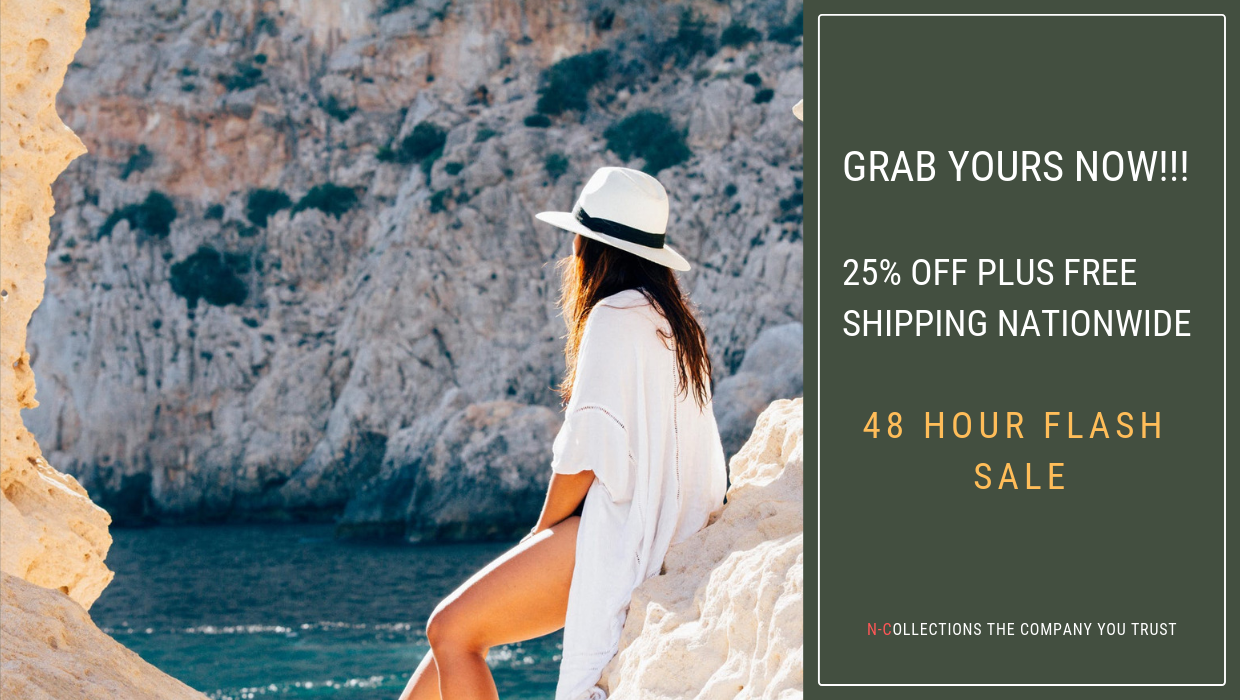 GRAB YOURS NOW!!!
25% OFF PLUS FREE
SHIPPING NATIONWIDE
48 HOUR FLASH
SALE
N-COLLECTIONS THE COMPANY YOU TRUST